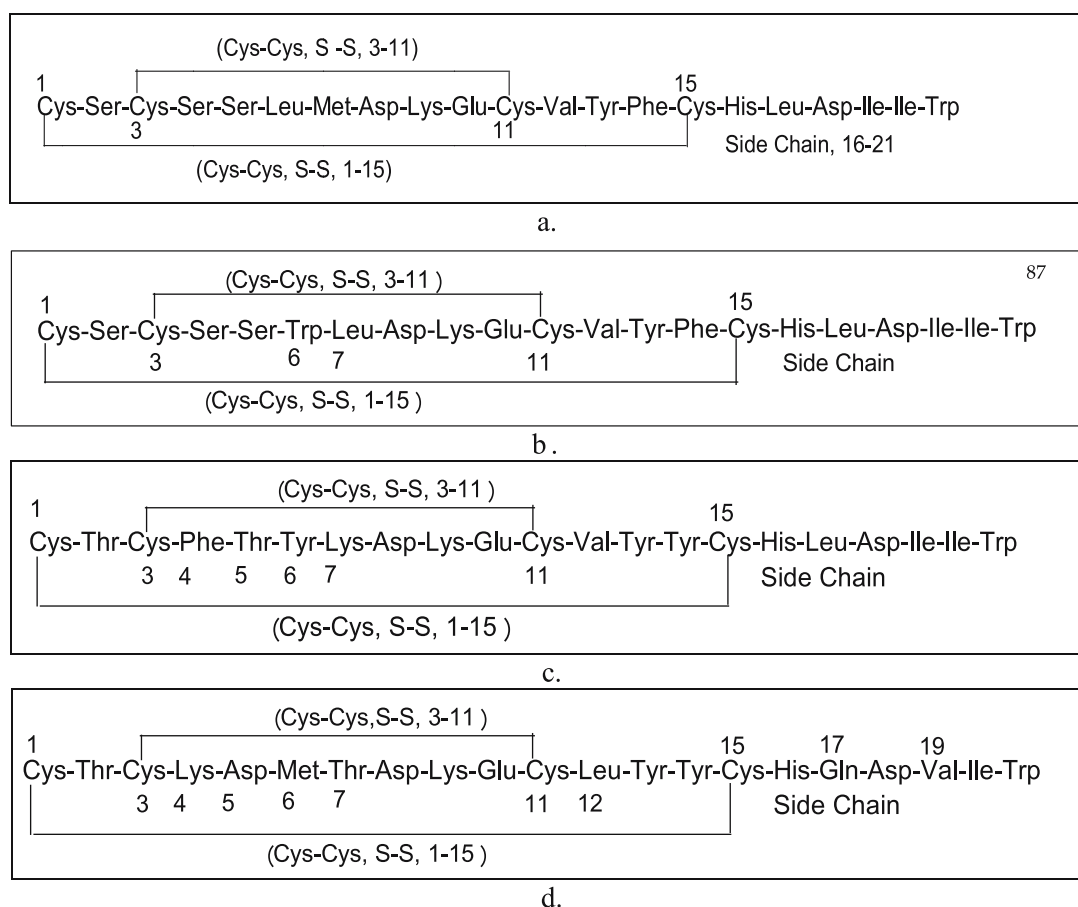 (Cys-Cys, S -S, 3-11)
1 15
Cys-Ser-Cys-Ser-Ser-Leu-Met-Asp-Lys-Glu-Cys-Val-Tyr-Phe-Cys-His-Leu-Asp-Ile-Ile-Trp
3 11
Side Chain, 16-21
(Cys-Cys, S-S, 1-15)
a.
87
(Cys-Cys, S-S, 3-11 )
1 15
Cys-Ser-Cys-Ser-Ser-Trp-Leu-Asp-Lys-Glu-Cys-Val-Tyr-Phe-Cys-His-Leu-Asp-Ile-Ile-Trp
3 6 7 11 Side Chain
(Cys-Cys, S-S, 1-15 )
b.
(Cys-Cys, S-S, 3-11 )
1 15
Cys-Thr-Cys-Phe-Thr-Tyr-Lys-Asp-Lys-Glu-Cys-Val-Tyr-Tyr-Cys-His-Leu-Asp-Ile-Ile-Trp
3 4 5 6 7 11 Side Chain
(Cys-Cys, S-S, 1-15 )
c.
(Cys-Cys,S-S, 3-11 )
1 15 17 19
Cys-Thr-Cys-Lys-Asp-Met-Thr-Asp-Lys-Glu-Cys-Leu-Tyr-Tyr-Cys-His-Gln-Asp-Val-Ile-Trp
3 4 5 6 7 11 12 Side Chain
(Cys-Cys, S-S, 1-15 )
d.